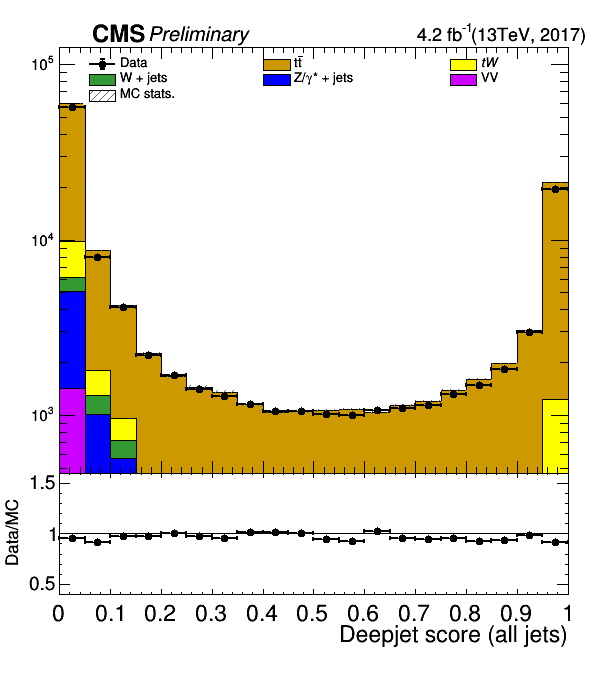 CMS Preliminary 4.2 fb⁻¹(13TeV, 2017)
10⁵
Data tt̄ tW
W + jets Z/γ* + jets VV
MC stats.
10⁴
10³
Data/MC
1.5
1
0.5
0 0.1 0.2 0.3 0.4 0.5 0.6 0.7 0.8 0.9 1
Deepjet score (all jets)